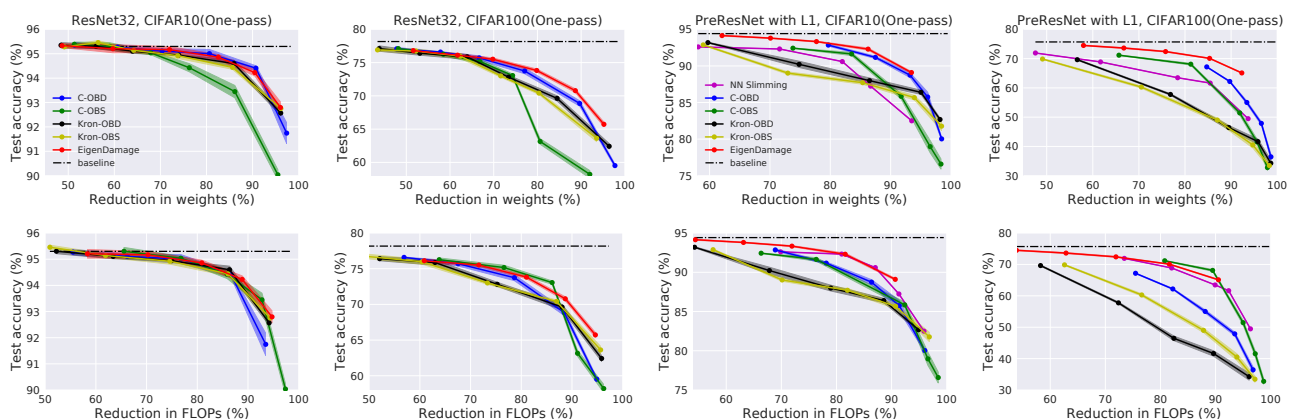 ResNet32, CIFAR10(One-pass)
Test accuracy (%)
96
95
94
93
92
91
90
C-OBD
C-OBS
Kron-OBD
Kron-OBS
EigenDamage
baseline
50 60 70 80 90 100
Reduction in weights (%)
ResNet32, CIFAR100(One-pass)
Test accuracy (%)
80
75
70
65
60
50 60 70 80 90 100
Reduction in weights (%)
PreResNet with L1, CIFAR10(One-pass)
Test accuracy (%)
95
90
85
80
75
NN Slimming
C-OBD
C-OBS
Kron-OBD
Kron-OBS
EigenDamage
baseline
60 70 80 90 100
Reduction in weights (%)
PreResNet with L1, CIFAR100(One-pass)
Test accuracy (%)
80
70
60
50
40
30
50 60 70 80 90 100
Reduction in weights (%)
Test accuracy (%)
96
95
94
93
92
91
90
60 70 80 90 100
Reduction in FLOPs (%)
Test accuracy (%)
80
75
70
65
60
50 60 70 80 90 100
Reduction in FLOPs (%)
Test accuracy (%)
95
90
85
80
75
60 70 80 90 100
Reduction in FLOPs (%)
Test accuracy (%)
80
70
60
50
40
30
60 70 80 90 100
Reduction in FLOPs (%)